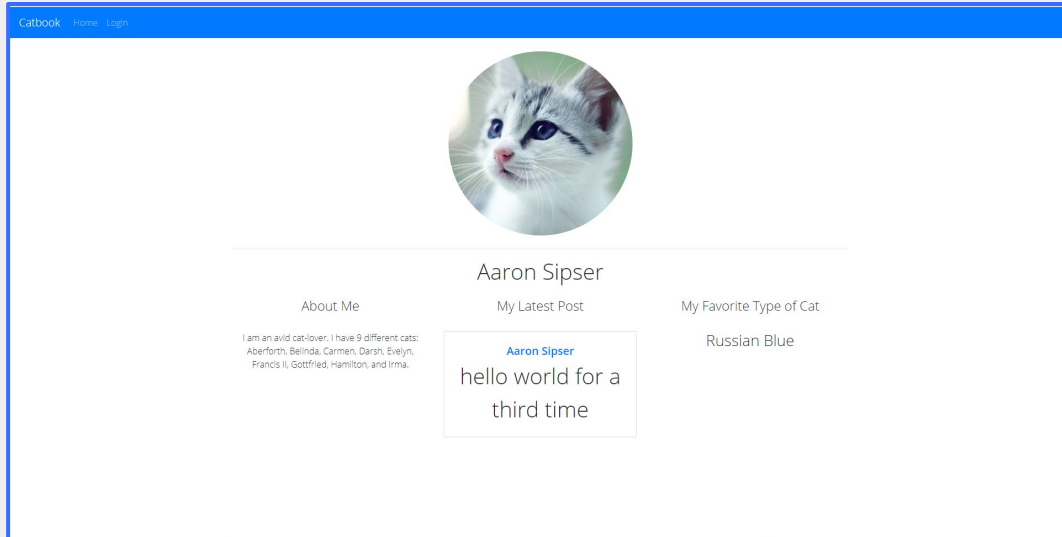 Catbook Home Login
Aaron Sipser
About Me
I am an avid cat-lover. I have 9 different cats:
Aberforth, Belinda, Carmen, Darsh, Evelyn,
Francis II, Gottfried, Hamilton, and Irma.
My Latest Post
Aaron Sipser
hello world for a
third time
My Favorite Type of Cat
Russian Blue